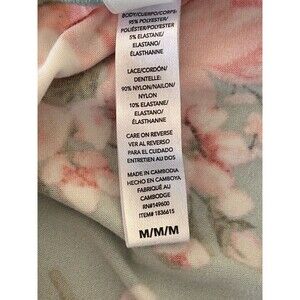 BODY/CUERPO/CORPS:
95% POLYESTER/
POLIÉSTER/POLYESTER
5% ELASTANE/
ELASTANO/
ÉLASTHANNE
LACE/CORDÓN/
DENTELLE:
90% NYLON/NAILON/
NYLON
10% ELASTANE/
ELASTANO/
ÉLASTHANNE
CARE ON REVERSE
VER AL REVERSO
PARA EL CUIDADO
ENTRETIEN AU DOS
MADE IN CAMBODIA
HECHO EN CAMBOYA
FABRIQUÉ AU
CAMBODGE
RN#149600
ITEM# 1836615
M/M/M